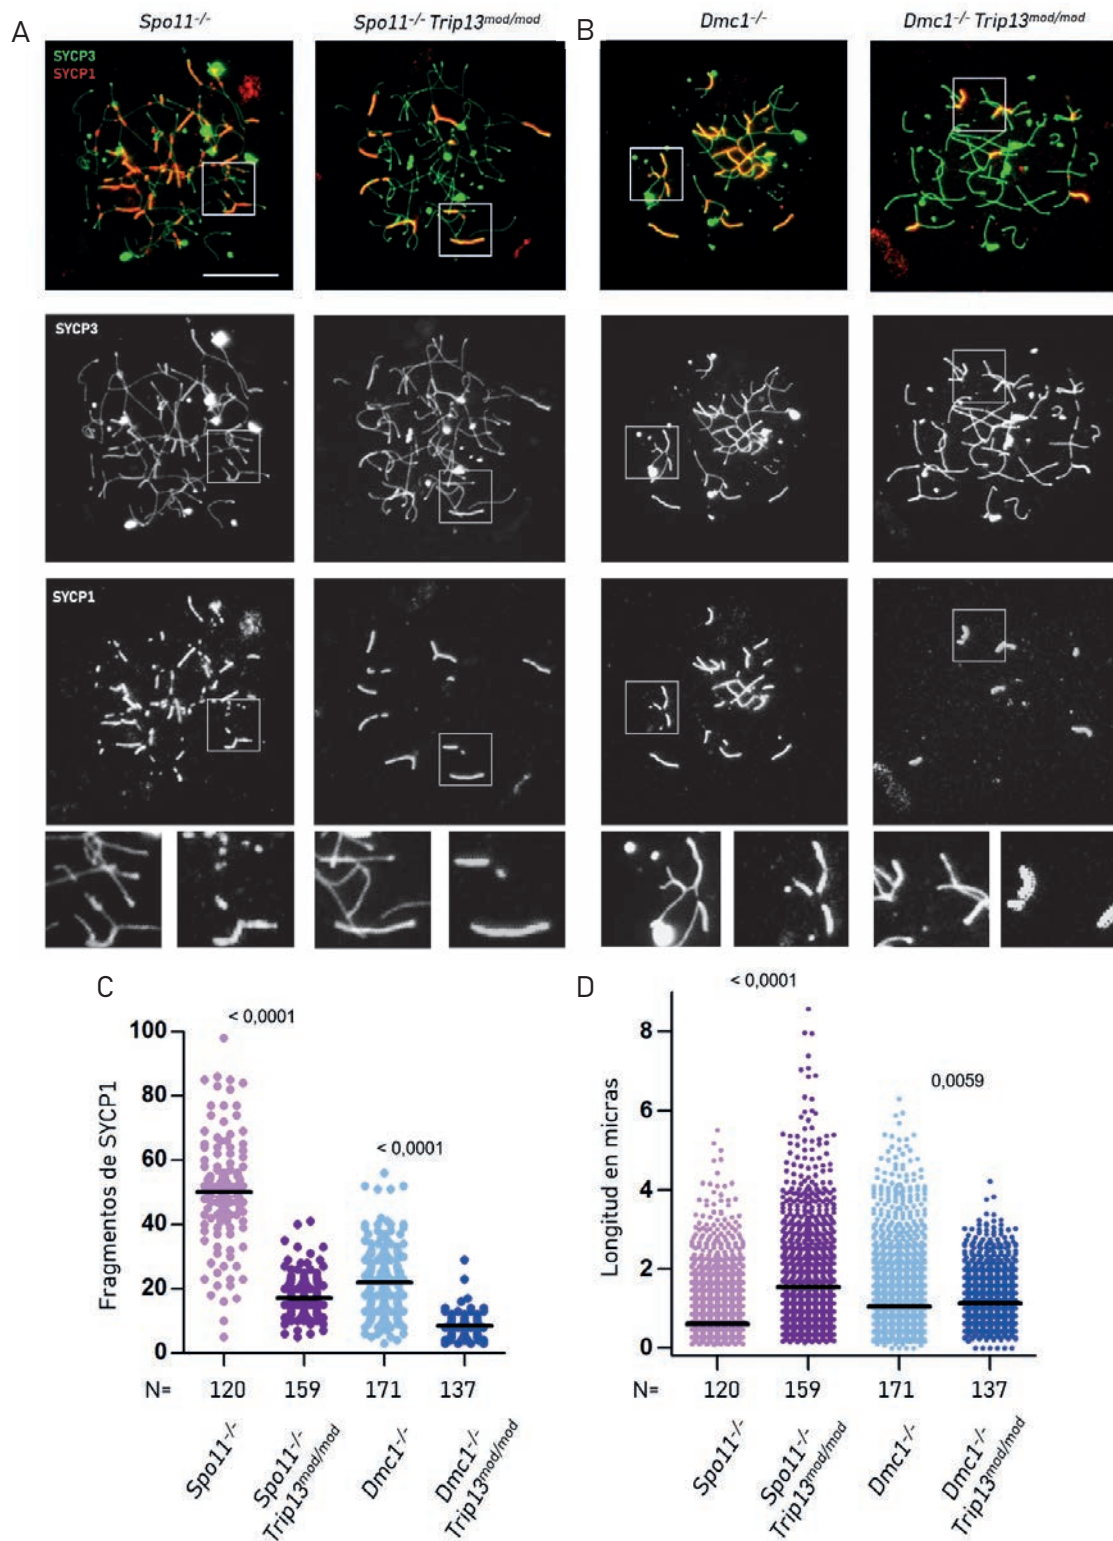 A
Spo11-/-
Spo11-/- Trip13mod/mod
B
Dmc1-/-
Dmc1-/- Trip13mod/mod
SYCP3
SYCP1
SYCP3
SYCP1
C
< 0,0001
< 0,0001
Fragmentos de SYCP1
100
80
60
40
20
0
N= 120 159 171 137
Spo11-/-
Spo11-/-
Trip13mod/mod
Dmc1-/-
Dmc1-/-
Trip13mod/mod
D
< 0,0001
0,0059
Longitud en micras
8
6
4
2
0
N= 120 159 171 137
Spo11-/-
Spo11-/-
Trip13mod/mod
Dmc1-/-
Dmc1-/-
Trip13mod/mod